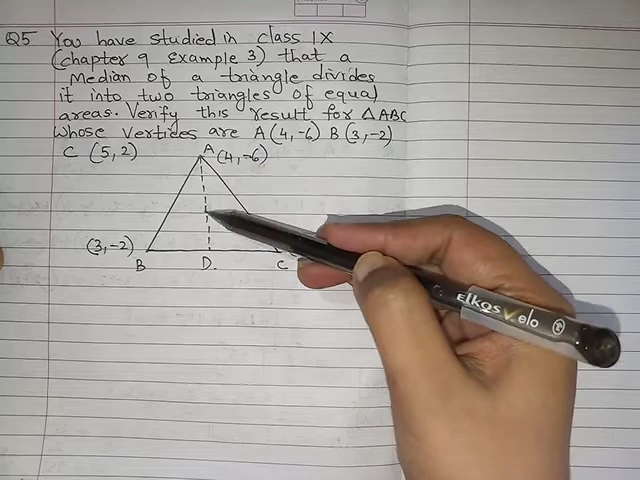 Q5 You have studied in class IX
(chapter 9 example 3) that a
Median of a triangle divides
it into two triangles of equal
areas. Verify this result for △ABC
whose vertices are A(4,-6) B(3,-2)
C (5,2)
A (4,-6)
(3,-2)
B D. C
Elkos Velo